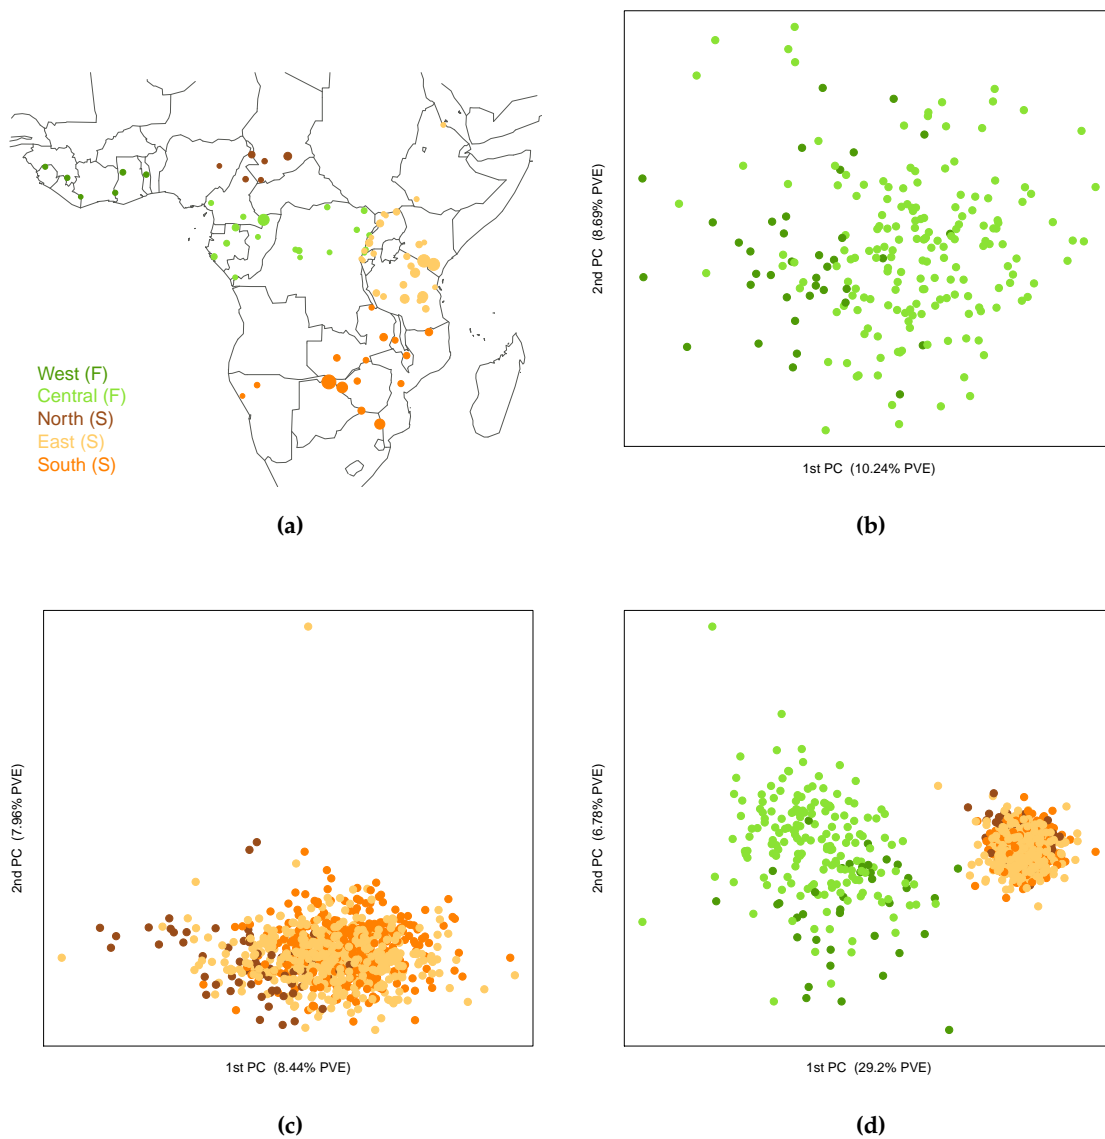 West (F)
Central (F)
North (S)
East (S)
South (S)
(a)
2nd PC (8.69% PVE)
1st PC (10.24% PVE)
(b)
2nd PC (7.96% PVE)
1st PC (8.44% PVE)
(c)
2nd PC (6.78% PVE)
1st PC (29.2% PVE)
(d)